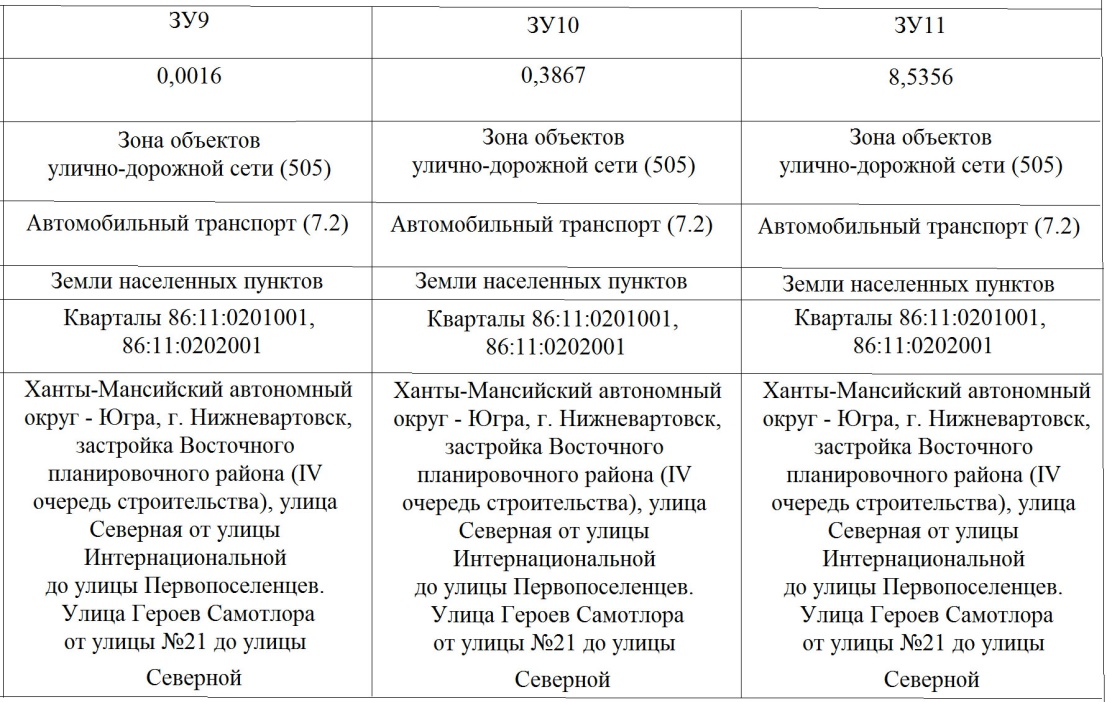 ЗУ9
ЗУ10
ЗУ11
0,0016
0,3867
8,5356
Зона объектов
улично-дорожной сети (505)
Зона объектов
улично-дорожной сети (505)
Зона объектов
улично-дорожной сети (505)
Автомобильный транспорт (7.2)
Автомобильный транспорт (7.2)
Автомобильный транспорт (7.2)
Земли населенных пунктов
Земли населенных пунктов
Земли населенных пунктов
Кварталы 86:11:0201001,
86:11:0202001
Кварталы 86:11:0201001,
86:11:0202001
Кварталы 86:11:0201001,
86:11:0202001
Ханты-Мансийский автономный
округ - Югра, г. Нижневартовск,
застройка Восточного
планировочного района (IV
очередь строительства), улица
Северная от улицы
Интернациональной
до улицы Первопоселенцев.
Улица Героев Самотлора
от улицы №21 до улицы
Северной
Ханты-Мансийский автономный
округ - Югра, г. Нижневартовск,
застройка Восточного
планировочного района (IV
очередь строительства), улица
Северная от улицы
Интернациональной
до улицы Первопоселенцев.
Улица Героев Самотлора
от улицы №21 до улицы
Северной
Ханты-Мансийский автономный
округ - Югра, г. Нижневартовск,
застройка Восточного
планировочного района (IV
очередь строительства), улица
Северная от улицы
Интернациональной
до улицы Первопоселенцев.
Улица Героев Самотлора
от улицы №21 до улицы
Северной